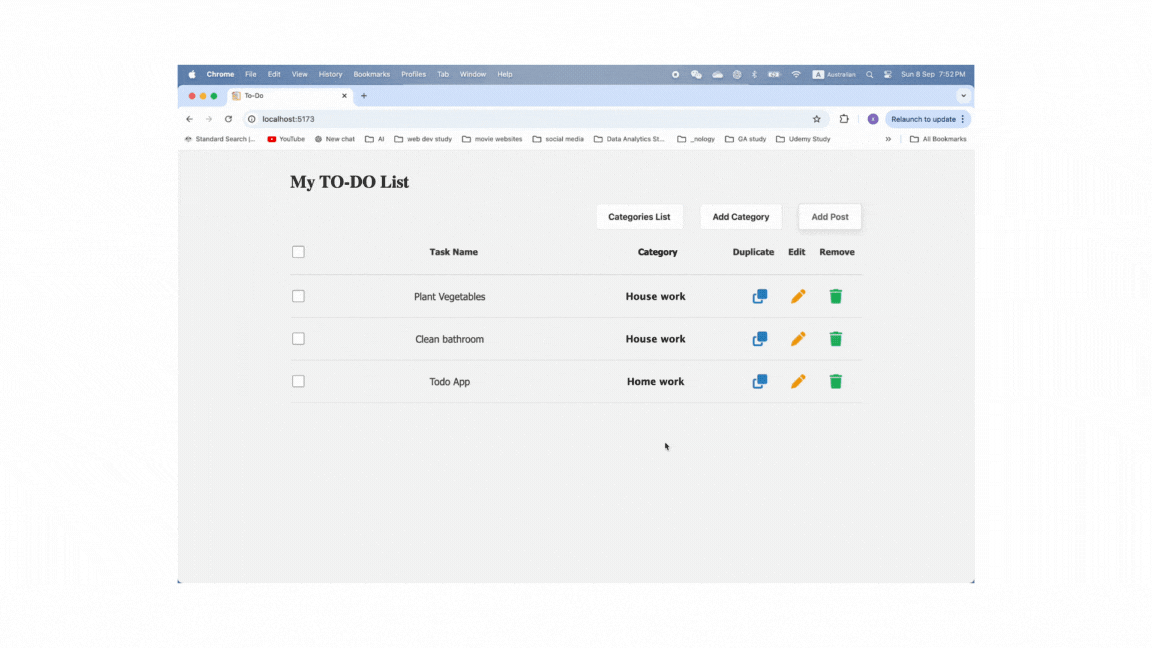 Chrome File Edit View History Bookmarks Profiles Tab Window Help A Australian Sun 8 Sep 7:52PM
To-Do
localhost:5173 Relaunch to update
Standard Search |... YouTube New chat AI web dev study movie websites social media Data Analytics St... _nology GA study Udemy Study » All Bookmarks
My TO-DO List
Categories List Add Category Add Post
Task Name Category Duplicate Edit Remove
Plant Vegetables House work
Clean bathroom House work
Todo App Home work